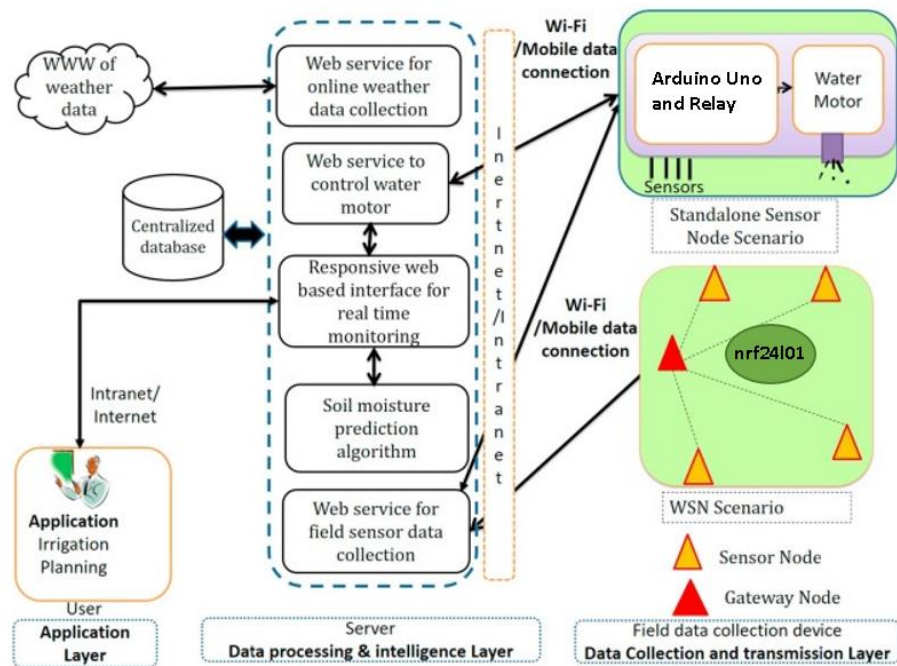 WWW of
weather
data
Centralized
database
Intranet/
Internet
Application
Irrigation
Planning
User
Application
Layer
Web service for
online weather
data collection
Web service to
control water
motor
Responsive web
based interface for
real time
monitoring
Soil moisture
prediction
algorithm
Web service for
field sensor data
collection
Server
Data processing & intelligence Layer
Inertnet/Intranet
Wi-Fi
/Mobile data
connection
Wi-Fi
/Mobile data
connection
Arduino Uno
and Relay
Water
Motor
Sensors
Standalone Sensor
Node Scenario
nrf24l01
WSN Scenario
Sensor Node
Gateway Node
Field data collection device
Data Collection and transmission Layer